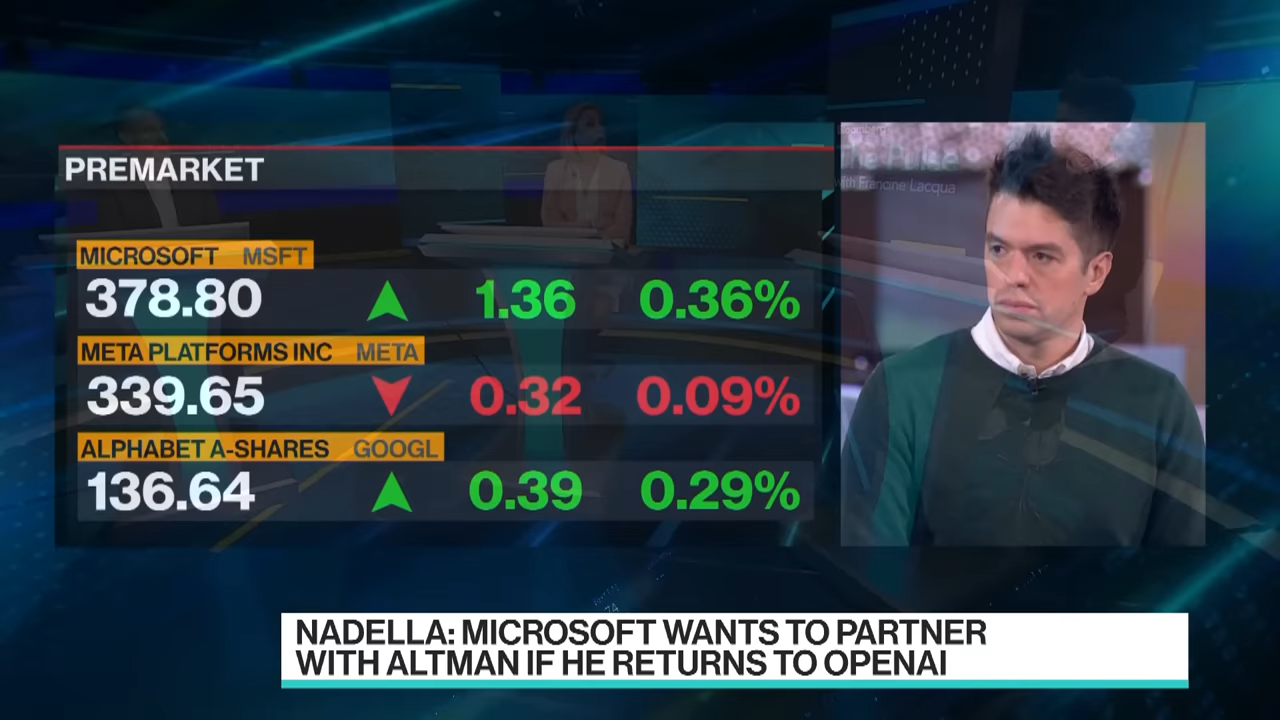 PREMARKET
MICROSOFT MSFT
378.80 1.36 0.36%
META PLATFORMS INC META
339.65 0.32 0.09%
ALPHABET A-SHARES GOOGL
136.64 0.39 0.29%
The Pulse
With Francine Lacqua
NADELLA: MICROSOFT WANTS TO PARTNER
WITH ALTMAN IF HE RETURNS TO OPENAI